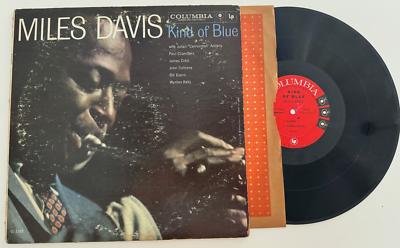 MILES DAVIS
COLUMBIA
Kind of Blue
with Julian "Cannonball" Adderly
Paul Chambers
James Cobb
John Coltrane
Bill Evans
Wynton Kelly
COLUMBIA
KIND
OF BLUE